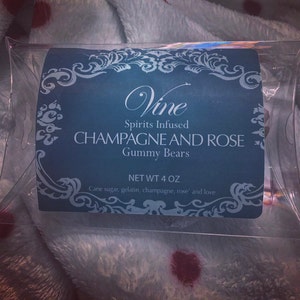 Vine
Spirits Infused
CHAMPAGNE AND ROSE
Gummy Bears
NET WT 4 OZ
Cane sugar, gelatin, champagne, rose' and love